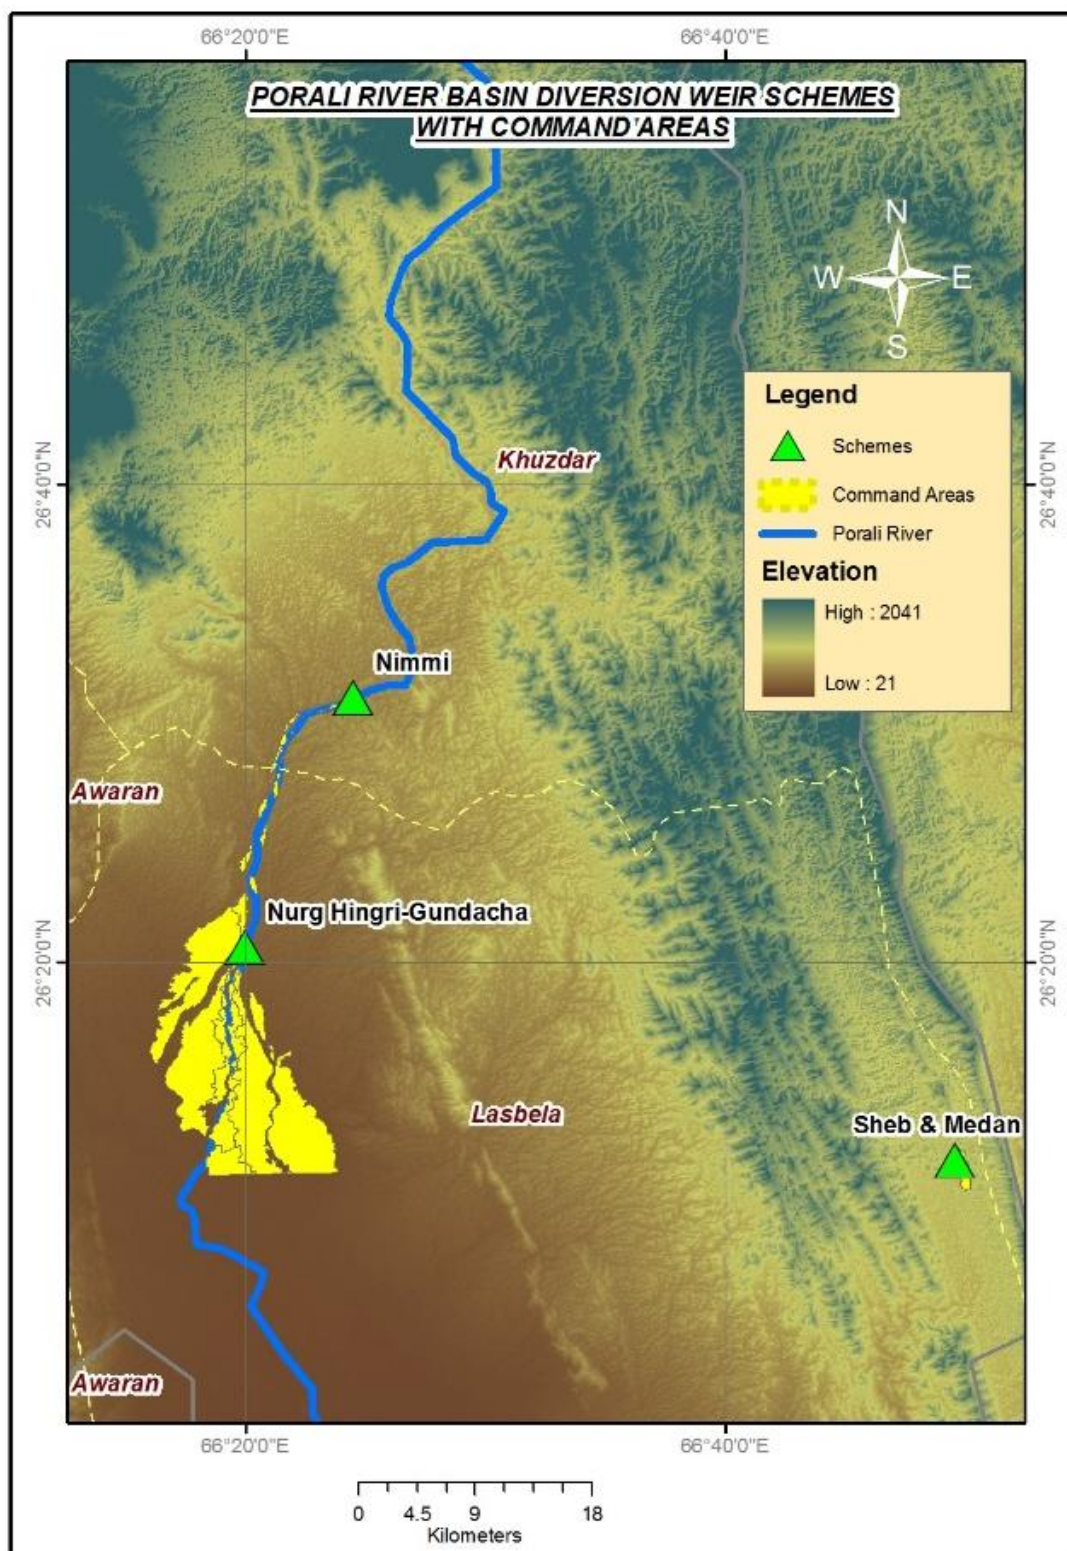 66°20'0"E
66°40'0"E
PORALI RIVER BASIN DIVERSION WEIR SCHEMES
WITH COMMAND AREAS
N
W E
S
Legend
Schemes
Command Areas
Porali River
Elevation
High : 2041
Low : 21
Khuzdar
26°40'0"N
26°40'0"N
Nimmi
Awaran
Nurg Hingri-Gundacha
26°20'0"N
26°20'0"N
Lasbela
Sheb & Medan
Awaran
66°20'0"E
66°40'0"E
0 4.5 9 18
Kilometers